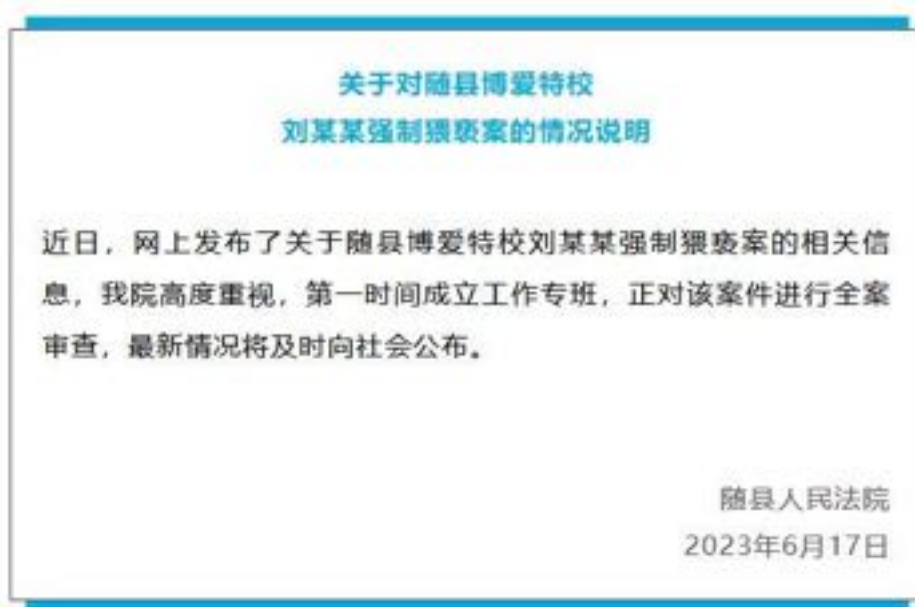 关于对随县博爱特校
刘某某强制猥亵案的情况说明
近日，网上发布了关于随县博爱特校刘某某强制猥亵案的相关信
息，我院高度重视，第一时间成立工作专班，正对该案件进行全案
审查，最新情况将及时向社会公布。
随县人民法院
2023年6月17日